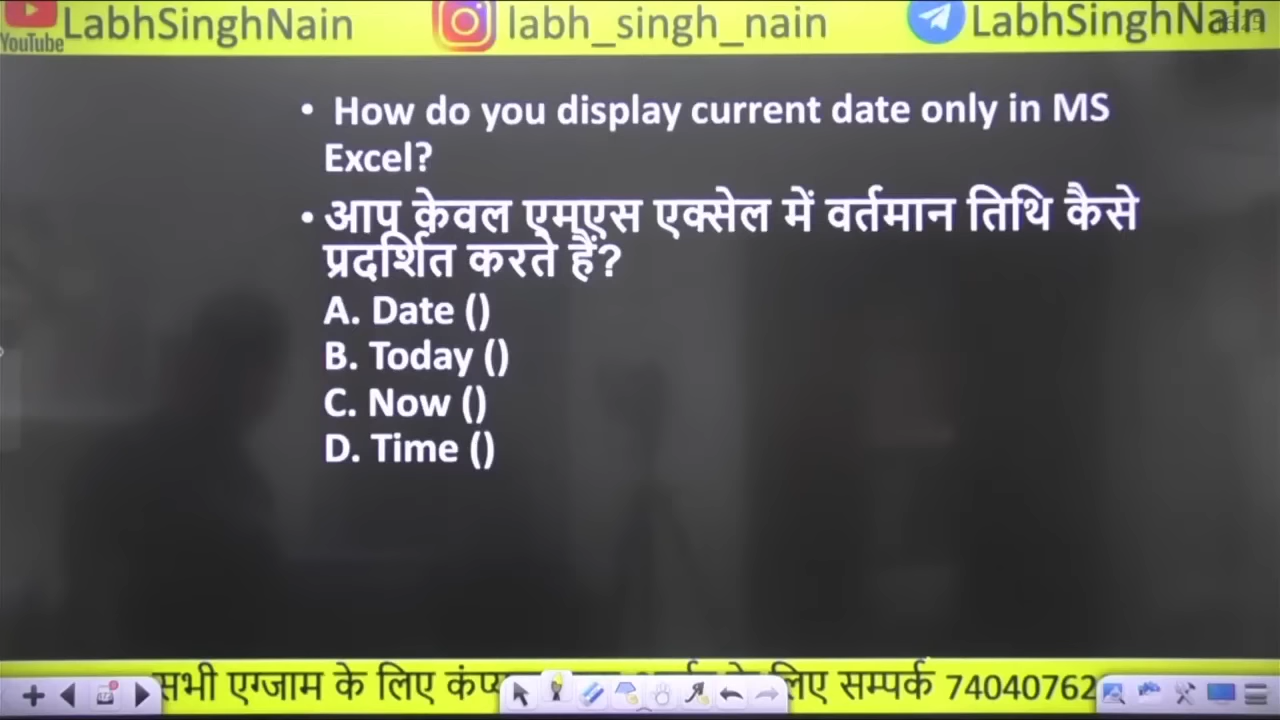 YouTube LabhSinghNain labh_singh_nain LabhSinghNain
• How do you display current date only in MS
Excel?
• आप केवल एमएस एक्सेल में वर्तमान तिथि कैसे
प्रदर्शित करते हैं?
A. Date ()
B. Today ()
C. Now ()
D. Time ()
सभी एग्जाम के लिए के लिए सम्पर्क 74040762